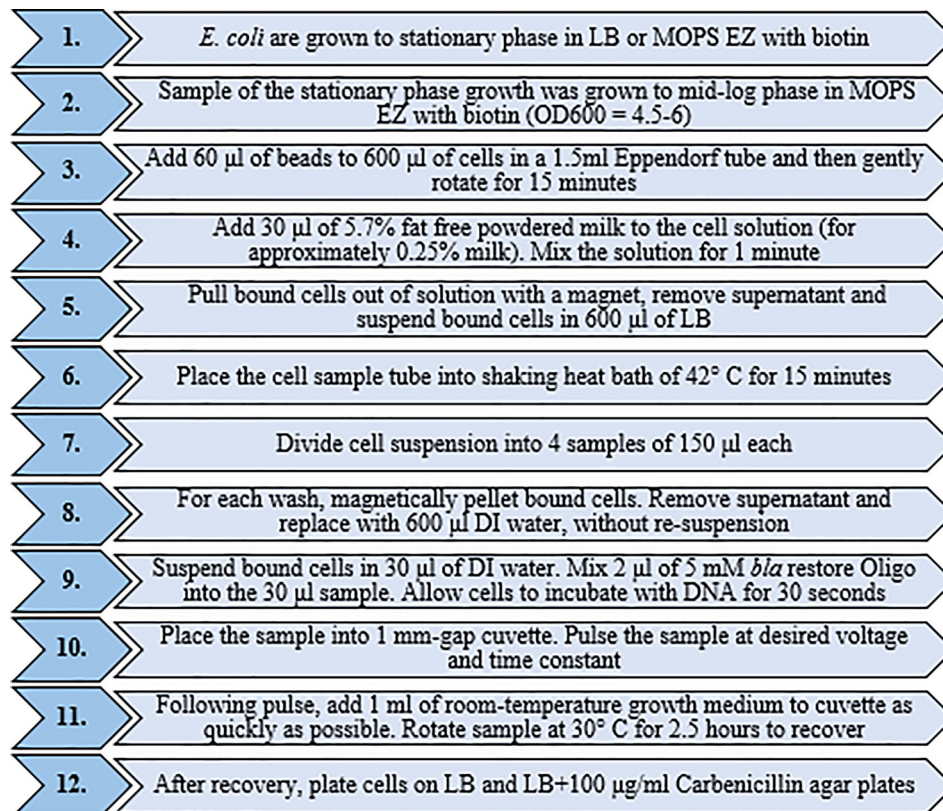 1.
E. coli are grown to stationary phase in LB or MOPS EZ with biotin
2.
Sample of the stationary phase growth was grown to mid-log phase in MOPS
EZ with biotin (OD600 = 4.5-6)
3.
Add 60 µl of beads to 600 µl of cells in a 1.5ml Eppendorf tube and then gently
rotate for 15 minutes
4.
Add 30 µl of 5.7% fat free powdered milk to the cell solution (for
approximately 0.25% milk). Mix the solution for 1 minute
5.
Pull bound cells out of solution with a magnet, remove supernatant and
suspend bound cells in 600 µl of LB
6.
Place the cell sample tube into shaking heat bath of 42° C for 15 minutes
7.
Divide cell suspension into 4 samples of 150 µl each
8.
For each wash, magnetically pellet bound cells. Remove supernatant and
replace with 600 µl DI water, without re-suspension
9.
Suspend bound cells in 30 µl of DI water. Mix 2 µl of 5 mM bla restore Oligo
into the 30 µl sample. Allow cells to incubate with DNA for 30 seconds
10.
Place the sample into 1 mm-gap cuvette. Pulse the sample at desired voltage
and time constant
11.
Following pulse, add 1 ml of room-temperature growth medium to cuvette as
quickly as possible. Rotate sample at 30° C for 2.5 hours to recover
12.
After recovery, plate cells on LB and LB+100 µg/ml Carbenicillin agar plates